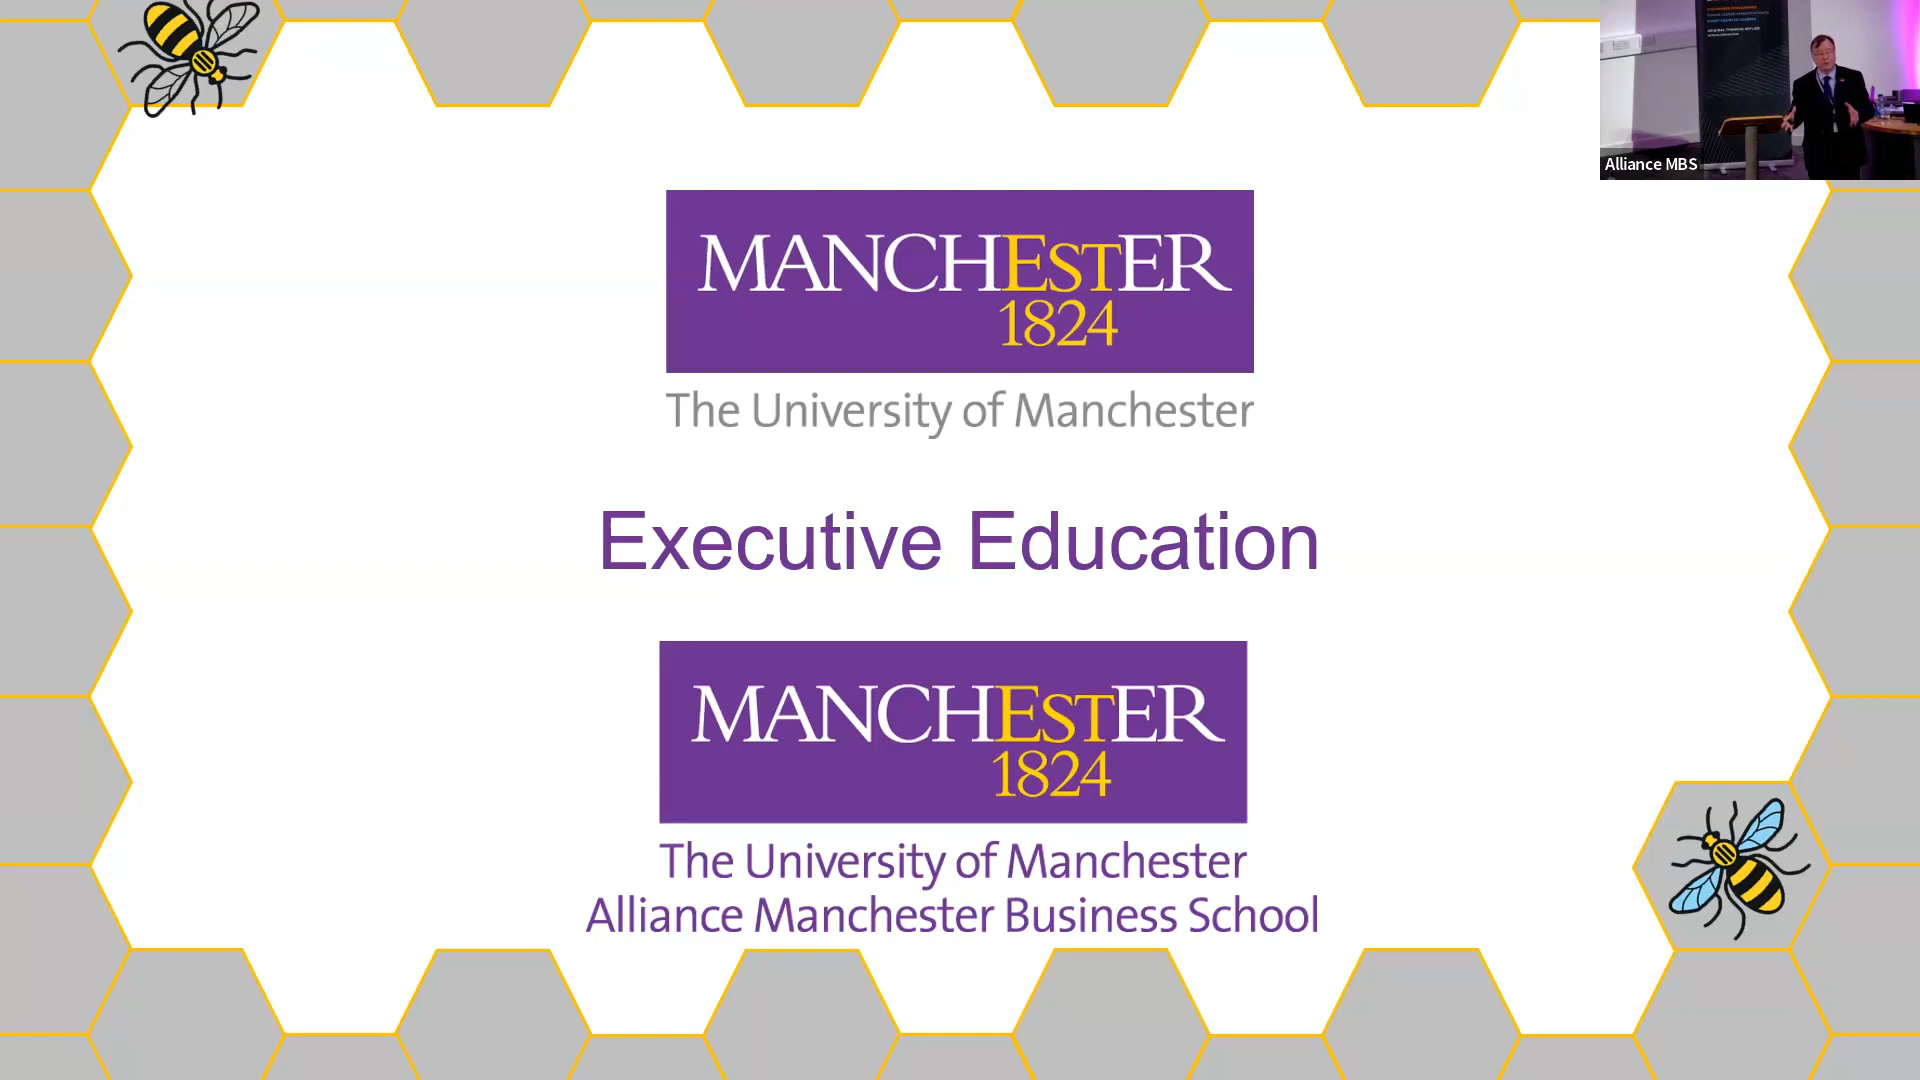 MANCHESTER
1824
The University of Manchester
Executive Education
MANCHESTER
1824
The University of Manchester
Alliance Manchester Business School
Alliance MBS